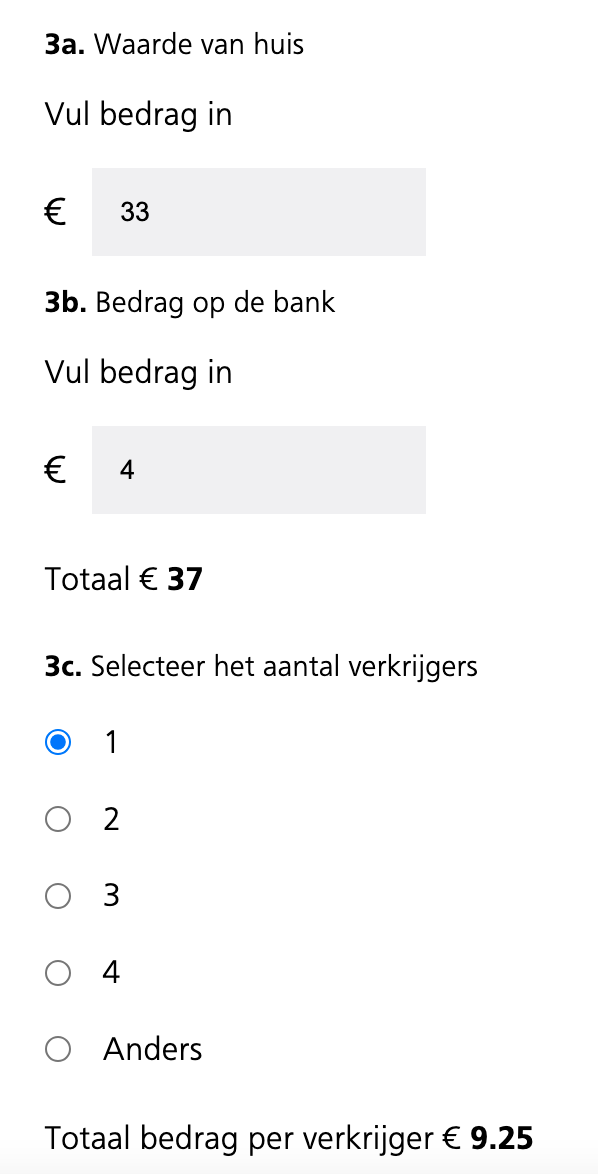 3a. Waarde van huis
Vul bedrag in
€ 33
3b. Bedrag op de bank
Vul bedrag in
€ 4
Totaal € 37
3c. Selecteer het aantal verkrijgers
1
2
3
4
Anders
Totaal bedrag per verkrijger € 9.25